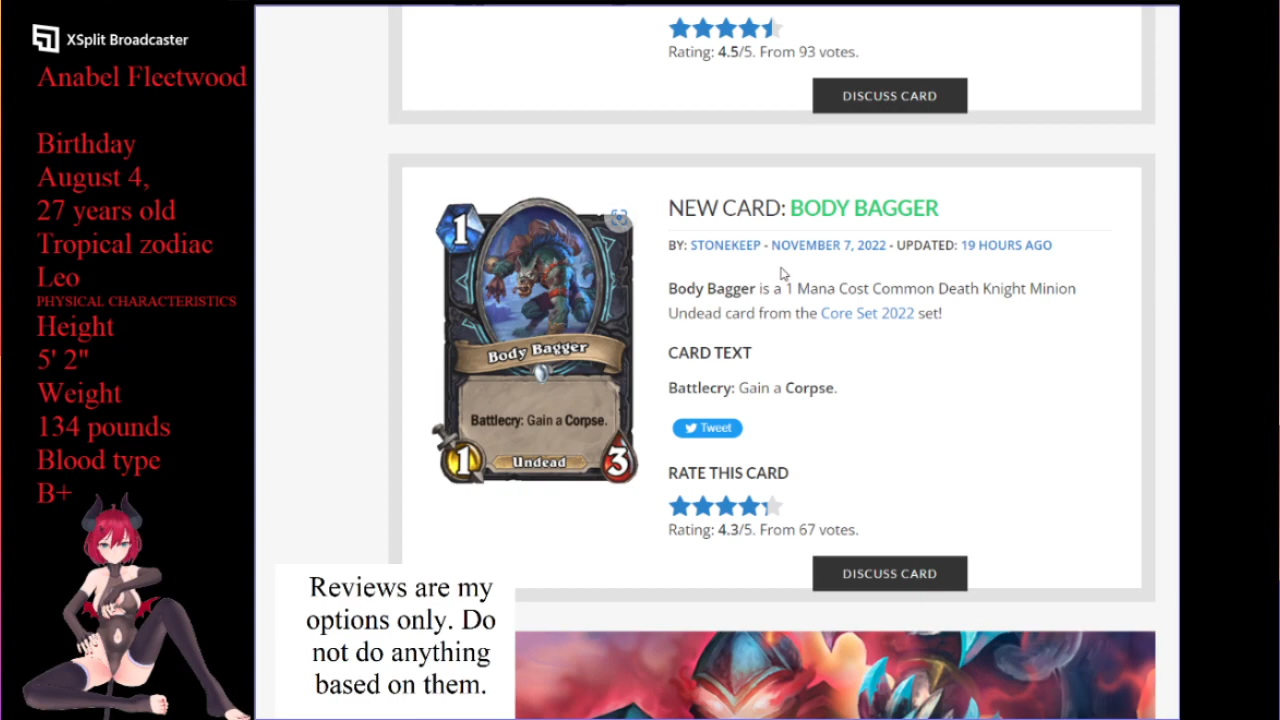 XSplit Broadcaster
Anabel Fleetwood
Birthday
August 4,
27 years old
Tropical zodiac
Leo
PHYSICAL CHARACTERISTICS
Height
5' 2"
Weight
134 pounds
Blood type
B+
Rating: 4.5/5. From 93 votes.
DISCUSS CARD
1
Body Bagger
Battlecry: Gain a Corpse.
1
Undead
3
NEW CARD: BODY BAGGER
BY: STONEKEEP - NOVEMBER 7, 2022 - UPDATED: 19 HOURS AGO
Body Bagger is a 1 Mana Cost Common Death Knight Minion
Undead card from the Core Set 2022 set!
CARD TEXT
Battlecry: Gain a Corpse.
Tweet
RATE THIS CARD
Rating: 4.3/5. From 67 votes.
DISCUSS CARD
Reviews are my
options only. Do
not do anything
based on them.